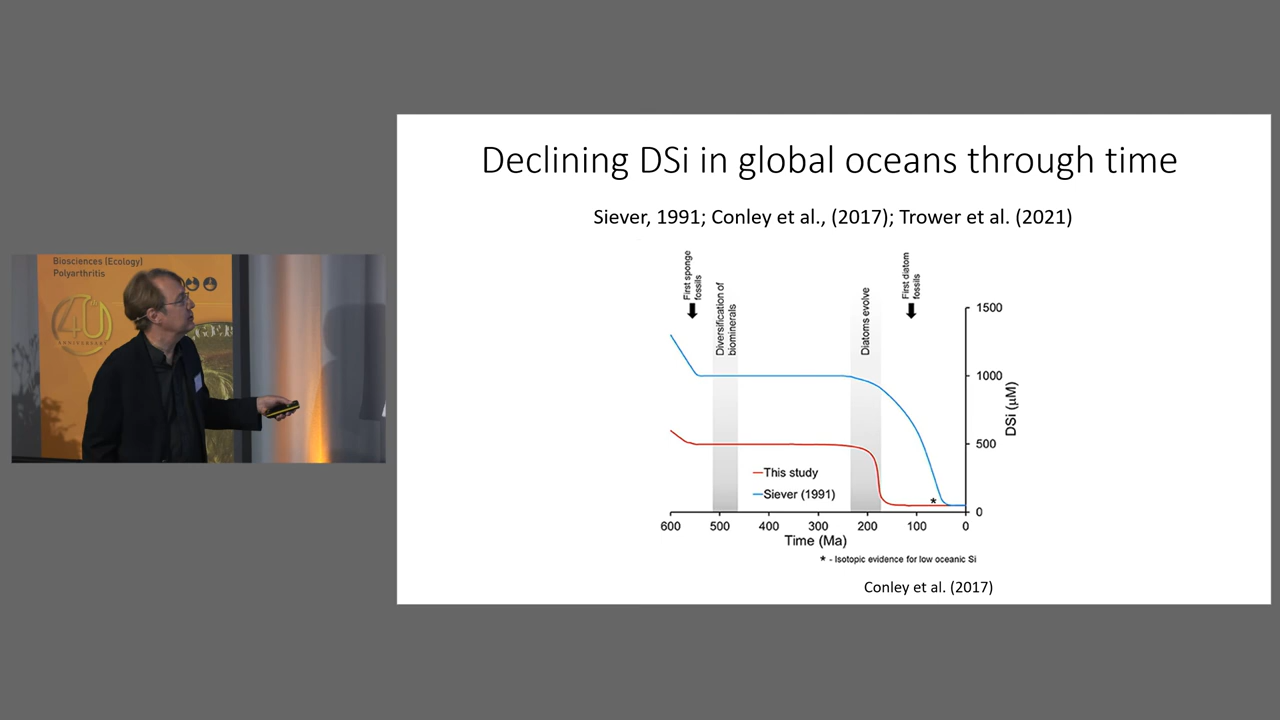 Biosciences (Ecology)
Polyarthritis
40
ANNIVERSARY
Declining DSi in global oceans through time
Siever, 1991; Conley et al., (2017); Trower et al. (2021)
First sponge
fossils
Diversification of
biominerals
Diatoms evolve
First diatom
fossils
1500
1000
500
0
DSi (μM)
This study
Siever (1991)
*
600
500
400
300
200
100
0
Time (Ma)
* - Isotopic evidence for low oceanic Si
Conley et al. (2017)